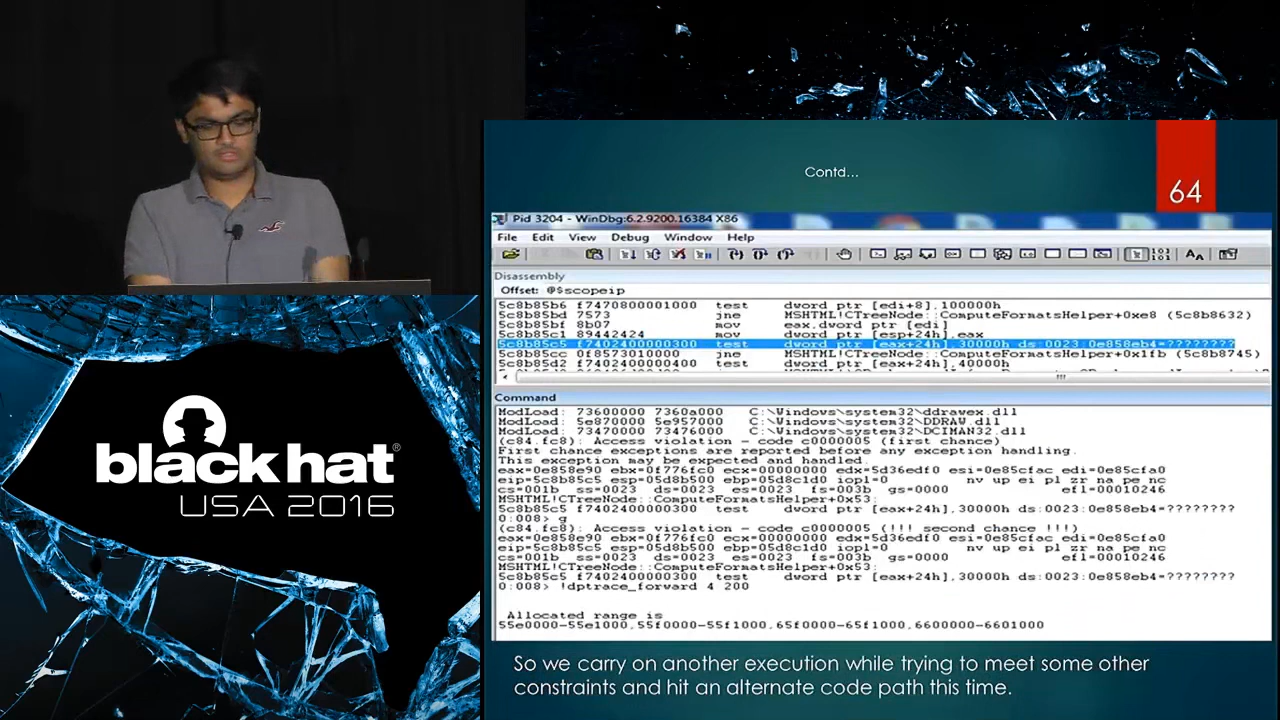 Contd...
64
Pid 3204 - WinDbg:6.2.9200.16384 X86
File Edit View Debug Window Help
Disassembly
Offset: @$scopeip
5c8b85b6 f7470800001000 test dword ptr [edi+8],100000h
5c8b85bd 7573 jne MSHTML!CTreeNode::ComputeFormatsHelper+0xe8 (5c8b8632)
5c8b85bf 8b07 mov eax,dword ptr [edi]
5c8b85c1 89442424 mov dword ptr [esp+24h],eax
5c8b85c5 f7402400000300 test dword ptr [eax+24h],30000h ds:0023:0e858eb4=????????
5c8b85cc 0f8573010000 jne MSHTML!CTreeNode::ComputeFormatsHelper+0x1fb (5c8b8745)
5c8b85d2 f7402400000400 test dword ptr [eax+24h],40000h
Command
ModLoad: 73600000 7360a000 C:\Windows\system32\ddrawex.dll
ModLoad: 5e870000 5e957000 C:\Windows\system32\DDRAW.dll
ModLoad: 73470000 73476000 C:\Windows\system32\DCIMAN32.dll
(c84.fc8): Access violation - code c0000005 (first chance)
First chance exceptions are reported before any exception handling.
This exception may be expected and handled.
eax=0e858e90 ebx=0f776fc0 ecx=00000000 edx=5d36edf0 esi=0e85cfac edi=0e85cfa0
eip=5c8b85c5 esp=05d8b500 ebp=05d8c1d0 iopl=0 nv up ei pl zr na pe nc
cs=001b ss=0023 ds=0023 es=0023 fs=003b gs=0000 efl=00010246
MSHTML!CTreeNode::ComputeFormatsHelper+0x53:
5c8b85c5 f7402400000300 test dword ptr [eax+24h],30000h ds:0023:0e858eb4=????????
0:008> g
(c84.fc8): Access violation - code c0000005 (!!! second chance !!!)
eax=0e858e90 ebx=0f776fc0 ecx=00000000 edx=5d36edf0 esi=0e85cfac edi=0e85cfa0
eip=5c8b85c5 esp=05d8b500 ebp=05d8c1d0 iopl=0 nv up ei pl zr na pe nc
cs=001b ss=0023 ds=0023 es=0023 fs=003b gs=0000 efl=00010246
MSHTML!CTreeNode::ComputeFormatsHelper+0x53:
5c8b85c5 f7402400000300 test dword ptr [eax+24h],30000h ds:0023:0e858eb4=????????
0:008> !dptrace_forward 4 200
Allocated range is
55e0000-55e1000,55f0000-55f1000,65f0000-65f1000,6600000-6601000
So we carry on another execution while trying to meet some other
constraints and hit an alternate code path this time.
black hat®
USA 2016